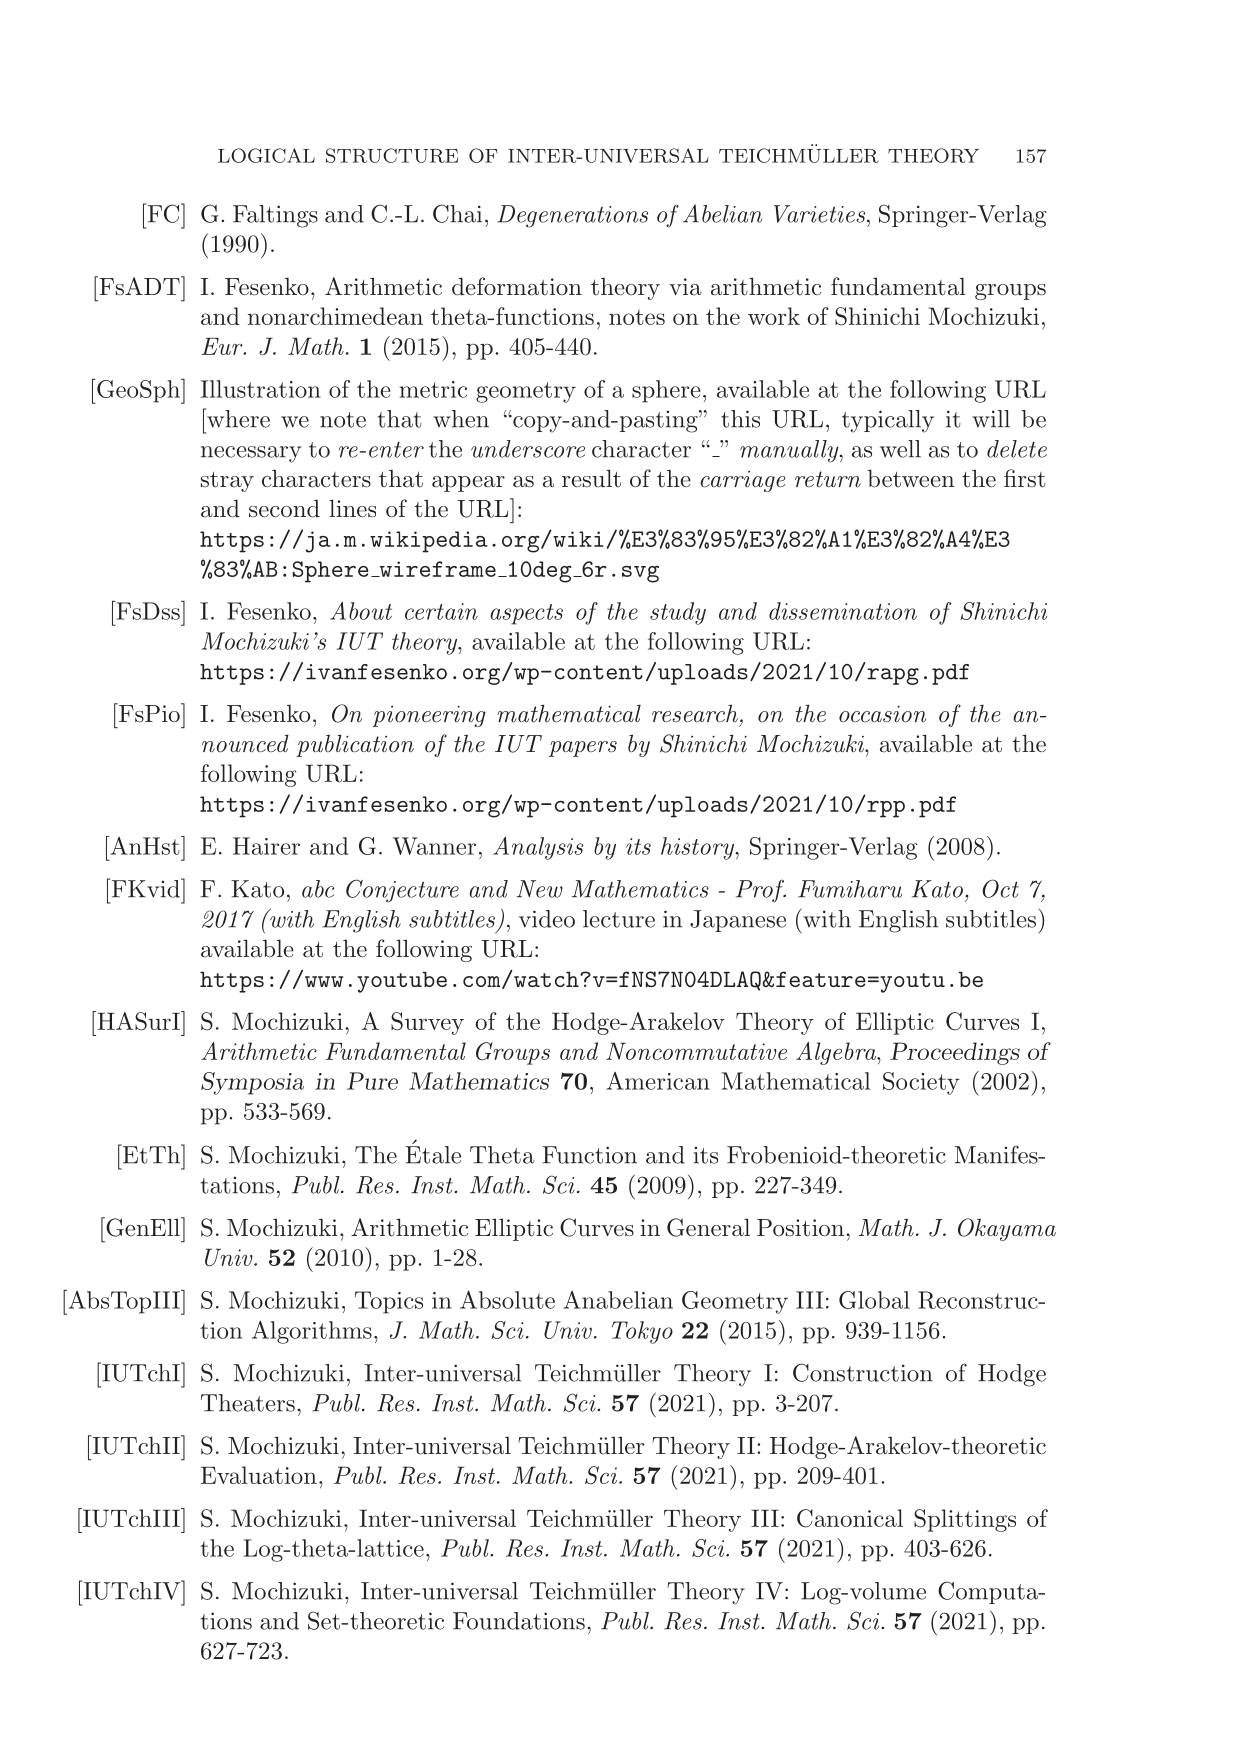 LOGICAL STRUCTURE OF INTER-UNIVERSAL TEICHMÜLLER THEORY 157
[FC] G. Faltings and C.-L. Chai, Degenerations of Abelian Varieties, Springer-Verlag
(1990).
[FsADT] I. Fesenko, Arithmetic deformation theory via arithmetic fundamental groups
and nonarchimedean theta-functions, notes on the work of Shinichi Mochizuki,
Eur. J. Math. 1 (2015), pp. 405-440.
[GeoSph] Illustration of the metric geometry of a sphere, available at the following URL
[where we note that when “copy-and-pasting” this URL, typically it will be
necessary to re-enter the underscore character “_” manually, as well as to delete
stray characters that appear as a result of the carriage return between the first
and second lines of the URL]:
https://ja.m.wikipedia.org/wiki/%E3%83%95%E3%82%A1%E3%82%A4%E3
%83%AB:Sphere_wireframe_10deg_6r.svg
[FsDss] I. Fesenko, About certain aspects of the study and dissemination of Shinichi
Mochizuki’s IUT theory, available at the following URL:
https://ivanfesenko.org/wp-content/uploads/2021/10/rapg.pdf
[FsPio] I. Fesenko, On pioneering mathematical research, on the occasion of the an-
nounced publication of the IUT papers by Shinichi Mochizuki, available at the
following URL:
https://ivanfesenko.org/wp-content/uploads/2021/10/rpp.pdf
[AnHst] E. Hairer and G. Wanner, Analysis by its history, Springer-Verlag (2008).
[FKvid] F. Kato, abc Conjecture and New Mathematics - Prof. Fumiharu Kato, Oct 7,
2017 (with English subtitles), video lecture in Japanese (with English subtitles)
available at the following URL:
https://www.youtube.com/watch?v=fNS7N04DLAQ&feature=youtu.be
[HASurI] S. Mochizuki, A Survey of the Hodge-Arakelov Theory of Elliptic Curves I,
Arithmetic Fundamental Groups and Noncommutative Algebra, Proceedings of
Symposia in Pure Mathematics 70, American Mathematical Society (2002),
pp. 533-569.
[EtTh] S. Mochizuki, The Étale Theta Function and its Frobenioid-theoretic Manifes-
tations, Publ. Res. Inst. Math. Sci. 45 (2009), pp. 227-349.
[GenEll] S. Mochizuki, Arithmetic Elliptic Curves in General Position, Math. J. Okayama
Univ. 52 (2010), pp. 1-28.
[AbsTopIII] S. Mochizuki, Topics in Absolute Anabelian Geometry III: Global Reconstruc-
tion Algorithms, J. Math. Sci. Univ. Tokyo 22 (2015), pp. 939-1156.
[IUTchI] S. Mochizuki, Inter-universal Teichmüller Theory I: Construction of Hodge
Theaters, Publ. Res. Inst. Math. Sci. 57 (2021), pp. 3-207.
[IUTchII] S. Mochizuki, Inter-universal Teichmüller Theory II: Hodge-Arakelov-theoretic
Evaluation, Publ. Res. Inst. Math. Sci. 57 (2021), pp. 209-401.
[IUTchIII] S. Mochizuki, Inter-universal Teichmüller Theory III: Canonical Splittings of
the Log-theta-lattice, Publ. Res. Inst. Math. Sci. 57 (2021), pp. 403-626.
[IUTchIV] S. Mochizuki, Inter-universal Teichmüller Theory IV: Log-volume Computa-
tions and Set-theoretic Foundations, Publ. Res. Inst. Math. Sci. 57 (2021), pp.
627-723.